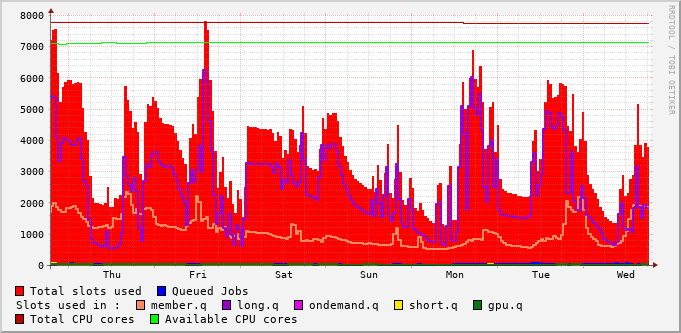 8000
7000
6000
5000
4000
3000
2000
1000
0
Thu Fri Sat Sun Mon Tue Wed
RRDTOOL / TOBI OETIKER
Total slots used Queued Jobs
Slots used in : member.q long.q ondemand.q short.q gpu.q
Total CPU cores Available CPU cores